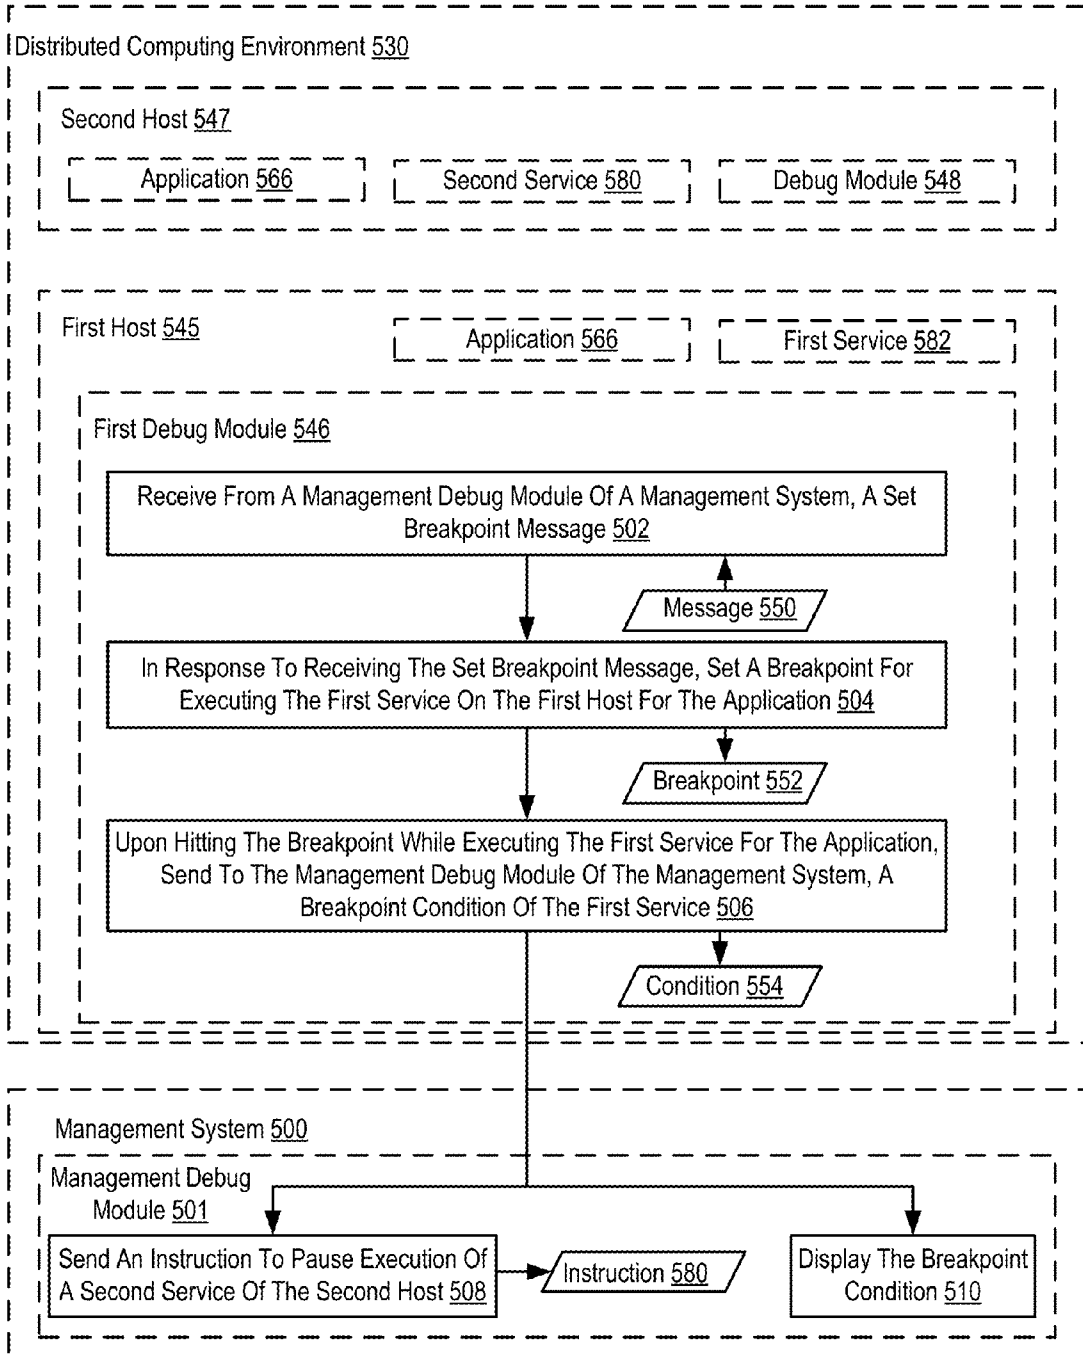 Distributed Computing Environment 530
Second Host 547
Application 566
Second Service 580
Debug Module 548
First Host 545
Application 566
First Service 582
First Debug Module 546
Receive From A Management Debug Module Of A Management System, A Set
Breakpoint Message 502
Message 550
In Response To Receiving The Set Breakpoint Message, Set A Breakpoint For
Executing The First Service On The First Host For The Application 504
Breakpoint 552
Upon Hitting The Breakpoint While Executing The First Service For The Application,
Send To The Management Debug Module Of The Management System, A
Breakpoint Condition Of The First Service 506
Condition 554
Management System 500
Management Debug
Module 501
Send An Instruction To Pause Execution Of
A Second Service Of The Second Host 508
Instruction 580
Display The Breakpoint
Condition 510